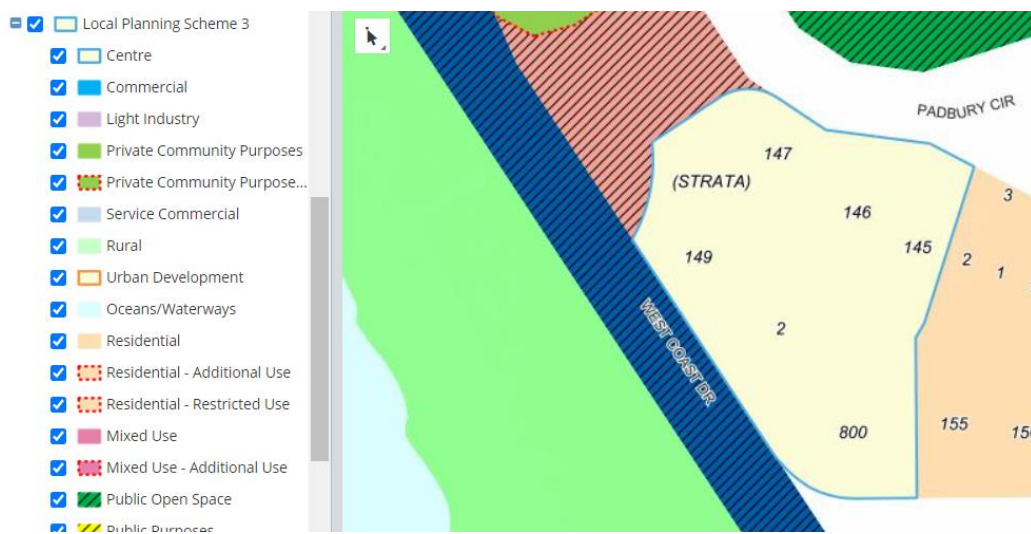 Local Planning Scheme 3
Centre
Commercial
Light Industry
Private Community Purposes
Private Community Purpose...
Service Commercial
Rural
Urban Development
Oceans/Waterways
Residential
Residential - Additional Use
Residential - Restricted Use
Mixed Use
Mixed Use - Additional Use
Public Open Space
Public Purposes
PADBURY CIR
147
(STRATA)
3
146
145
2
1
149
2
WEST COAST DR
800
155